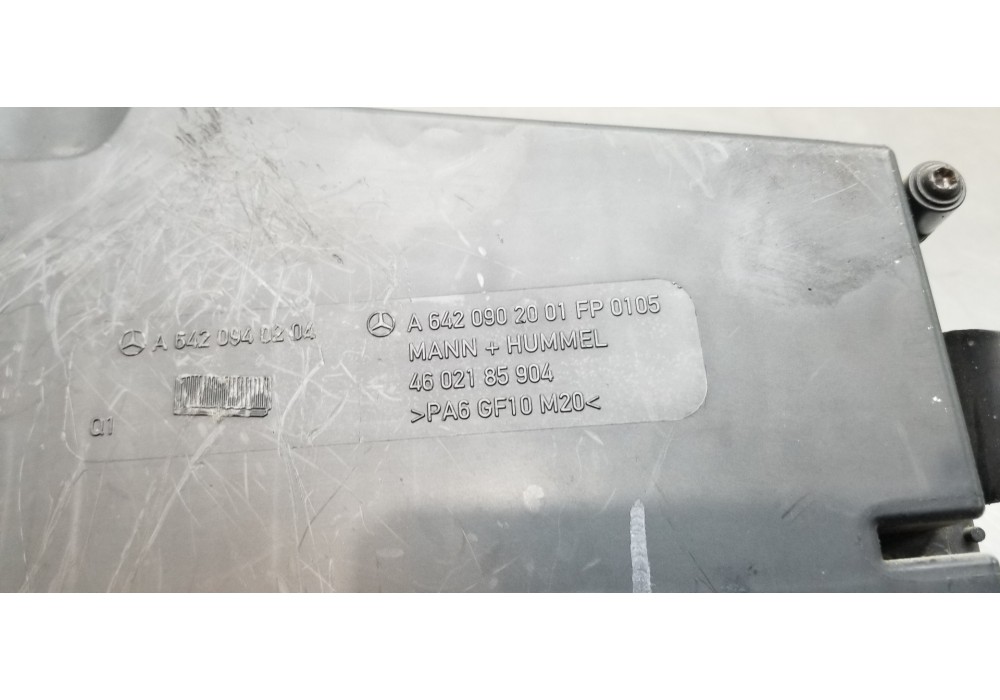 A 642 094 02 04
Q1
A 642 090 20 01 FP 0105
MANN + HUMMEL
46 021 85 904
>PA6 GF10 M20<